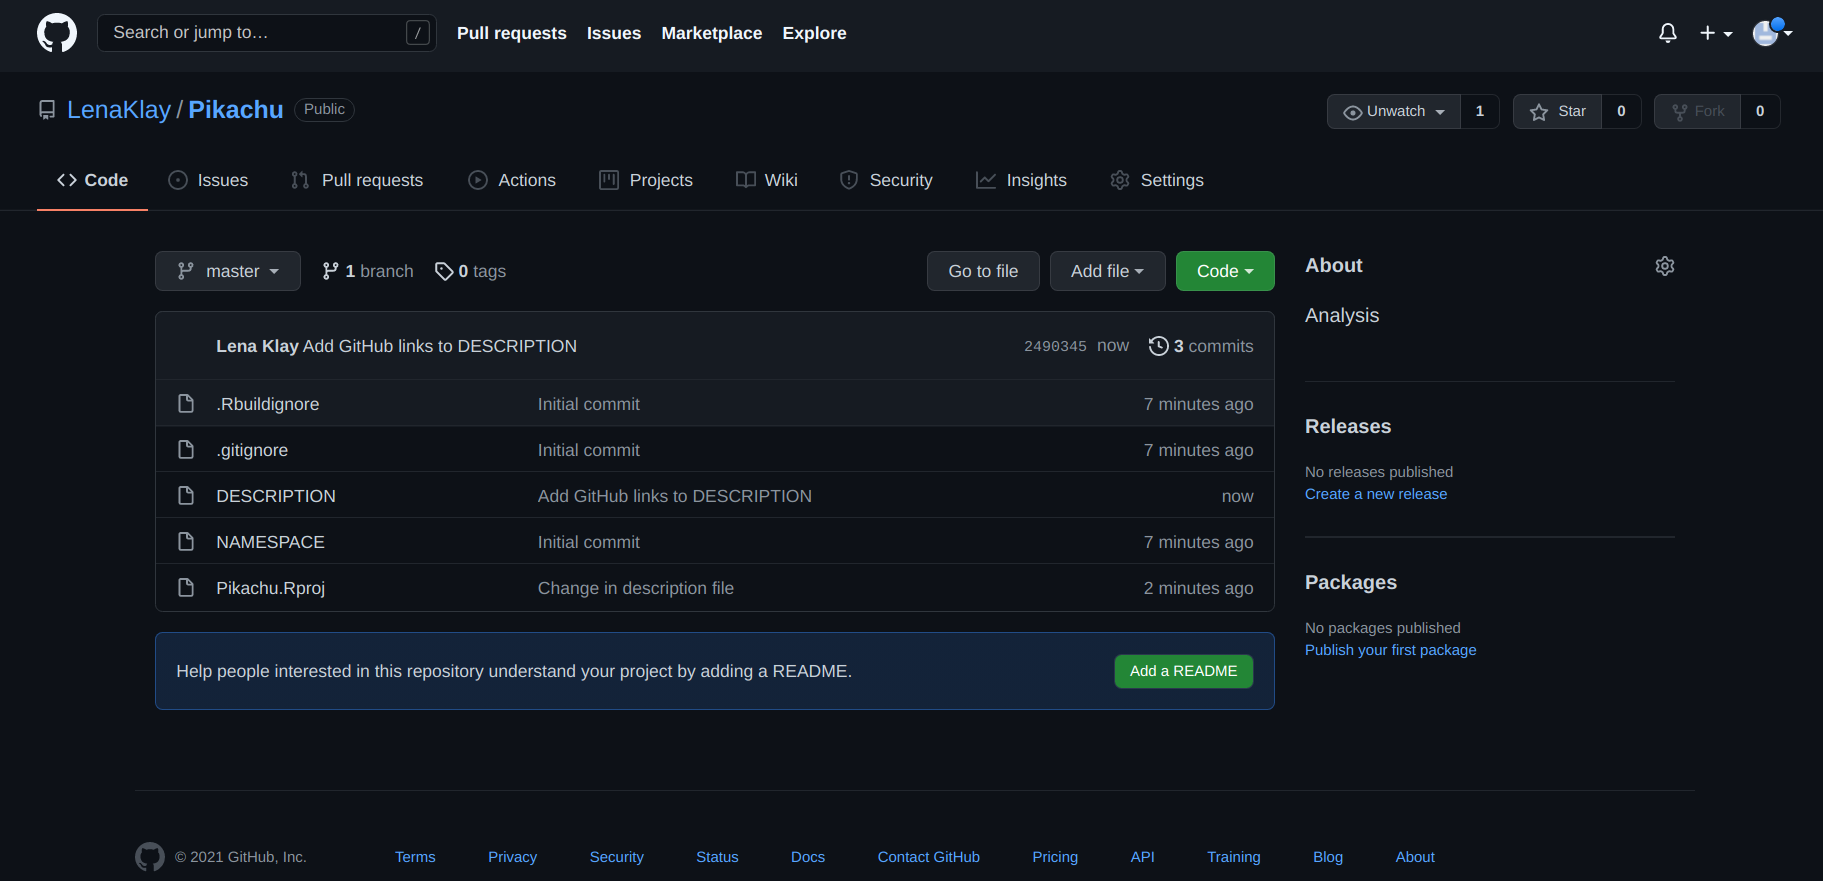 Search or jump to… / Pull requests Issues Marketplace Explore
LenaKlay / Pikachu Public Unwatch 1 Star 0 Fork 0
Code Issues Pull requests Actions Projects Wiki Security Insights Settings
master 1 branch 0 tags Go to file Add file Code
Lena Klay Add GitHub links to DESCRIPTION 2490345 now 3 commits
.Rbuildignore Initial commit 7 minutes ago
.gitignore Initial commit 7 minutes ago
DESCRIPTION Add GitHub links to DESCRIPTION now
NAMESPACE Initial commit 7 minutes ago
Pikachu.Rproj Change in description file 2 minutes ago
Help people interested in this repository understand your project by adding a README. Add a README
About
Analysis
Releases
No releases published
Create a new release
Packages
No packages published
Publish your first package
© 2021 GitHub, Inc. Terms Privacy Security Status Docs Contact GitHub Pricing API Training Blog About